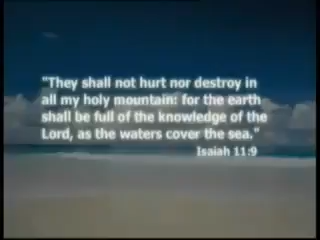 "They shall not hurt nor destroy in
all my holy mountain: for the earth
shall be full of the knowledge of the
Lord, as the waters cover the sea."
Isaiah 11:9